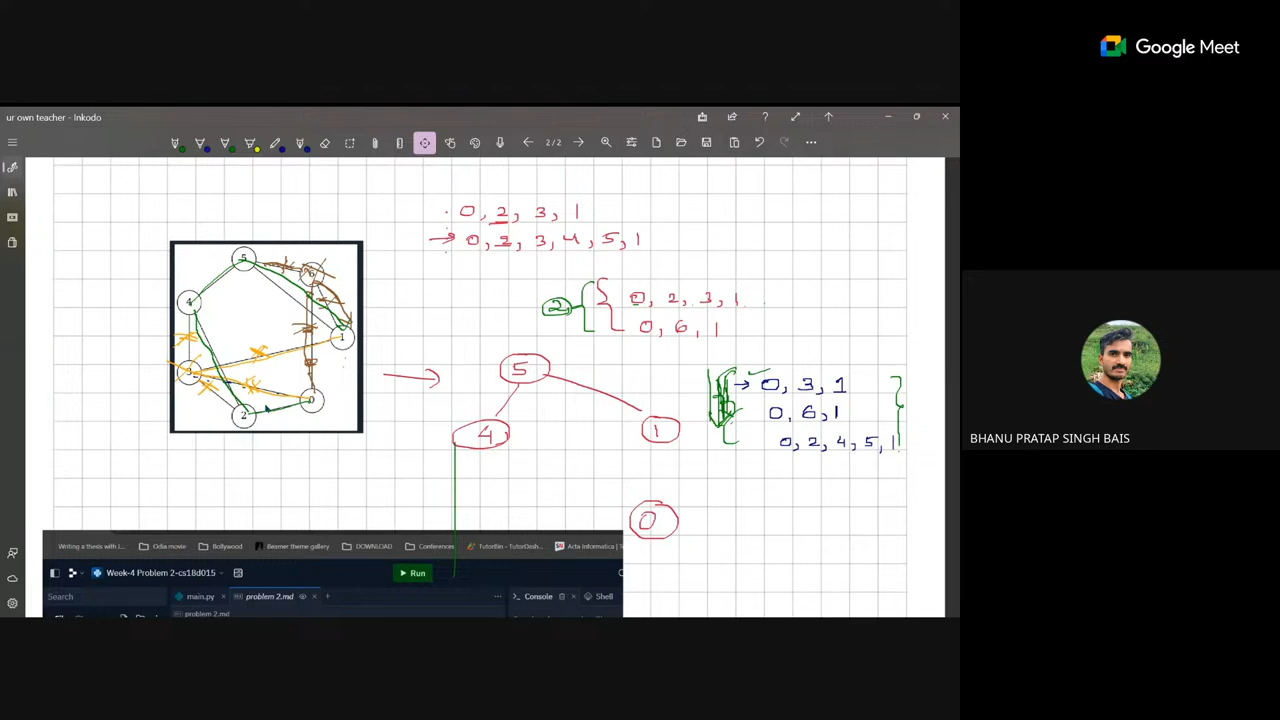 Google Meet
ur own teacher - Inkodo
2/2
0, 2, 3, 1
→ 0, 2, 3, 4, 5, 1
5
6
4
1
3
0
2
2
0, 2, 3, 1
0, 6, 1
5
4
1
0
→ 0, 3, 1
0, 6, 1
0, 2, 4, 5, 1
BHANU PRATAP SINGH BAIS
Writing a thesis with L...
Odia movie
Bollywood
Beamer theme gallery
DOWNLOAD
Conferences
TutorBin - TutorDash...
Acta Informatica | Te
Week-4 Problem 2-cs18d015
Run
Search
main.py
problem 2.md
Console
Shell
problem 2.md